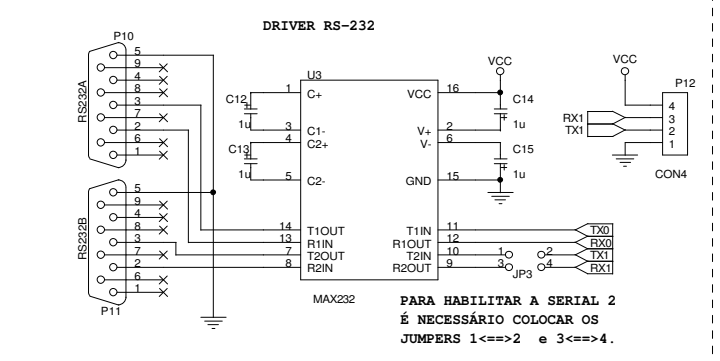 DRIVER RS-232
P10
RS232A
5
9
4
8
3
7
2
6
1
P11
RS232B
5
9
4
8
3
7
2
6
1
U3
1 C+
C12
1u
3 C1-
4 C2+
C13
1u
5 C2-
14 T1OUT
13 R1IN
7 T2OUT
8 R2IN
VCC 16
V+ 2
V- 6
GND 15
T1IN 11
R1OUT 12
T2IN 10
R2OUT 9
MAX232
VCC
C14
1u
C15
1u
TX0
RX0
TX1
RX1
1 2
3 4
JP3
VCC
P12
4
RX1 3
TX1 2
1
CON4
PARA HABILITAR A SERIAL 2
É NECESSÁRIO COLOCAR OS
JUMPERS 1<==>2 e 3<==>4.